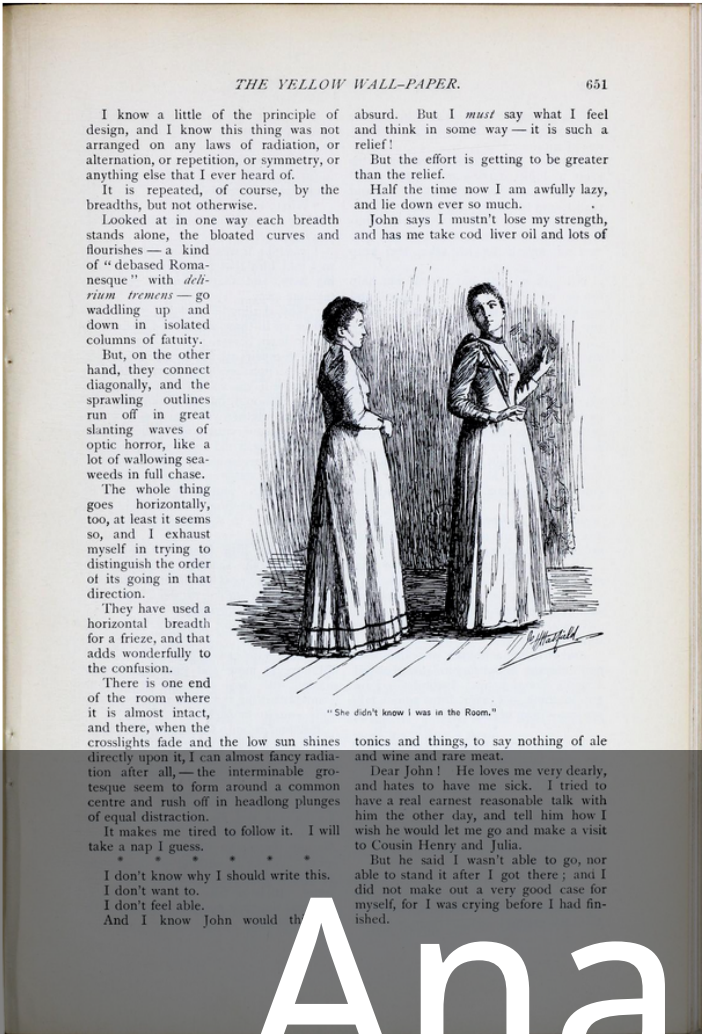 THE YELLOW WALL-PAPER. 651
I know a little of the principle of
design, and I know this thing was not
arranged on any laws of radiation, or
alternation, or repetition, or symmetry, or
anything else that I ever heard of.
It is repeated, of course, by the
breadths, but not otherwise.
Looked at in one way each breadth
stands alone, the bloated curves and
flourishes — a kind
of “ debased Roma-
nesque ” with deli-
rium tremens — go
waddling up and
down in isolated
columns of fatuity.
But, on the other
hand, they connect
diagonally, and the
sprawling outlines
run off in great
slanting waves of
optic horror, like a
lot of wallowing sea-
weeds in full chase.
The whole thing
goes horizontally,
too, at least it seems
so, and I exhaust
myself in trying to
distinguish the order
of its going in that
direction.
They have used a
horizontal breadth
for a frieze, and that
adds wonderfully to
the confusion.
There is one end
of the room where
it is almost intact,
and there, when the
crosslights fade and the low sun shines
directly upon it, I can almost fancy radia-
tion after all, — the interminable gro-
tesque seem to form around a common
centre and rush off in headlong plunges
of equal distraction.
It makes me tired to follow it. I will
take a nap I guess.
* * * * * *
I don't know why I should write this.
I don't want to.
I don't feel able.
And I know John would
absurd. But I must say what I feel
and think in some way — it is such a
relief !
But the effort is getting to be greater
than the relief.
Half the time now I am awfully lazy,
and lie down ever so much.
John says I mustn't lose my strength,
and has me take cod liver oil and lots of
Jo H Hatfield
“ She didn't know I was in the Room.”
tonics and things, to say nothing of ale
and wine and rare meat.
Dear John ! He loves me very dearly,
and hates to have me sick. I tried to
have a real earnest reasonable talk with
him the other day, and tell him how I
wish he would let me go and make a visit
to Cousin Henry and Julia.
But he said I wasn't able to go, nor
able to stand it after I got there ; and I
did not make out a very good case for
myself, for I was crying before I had fin-
ished.
Ana